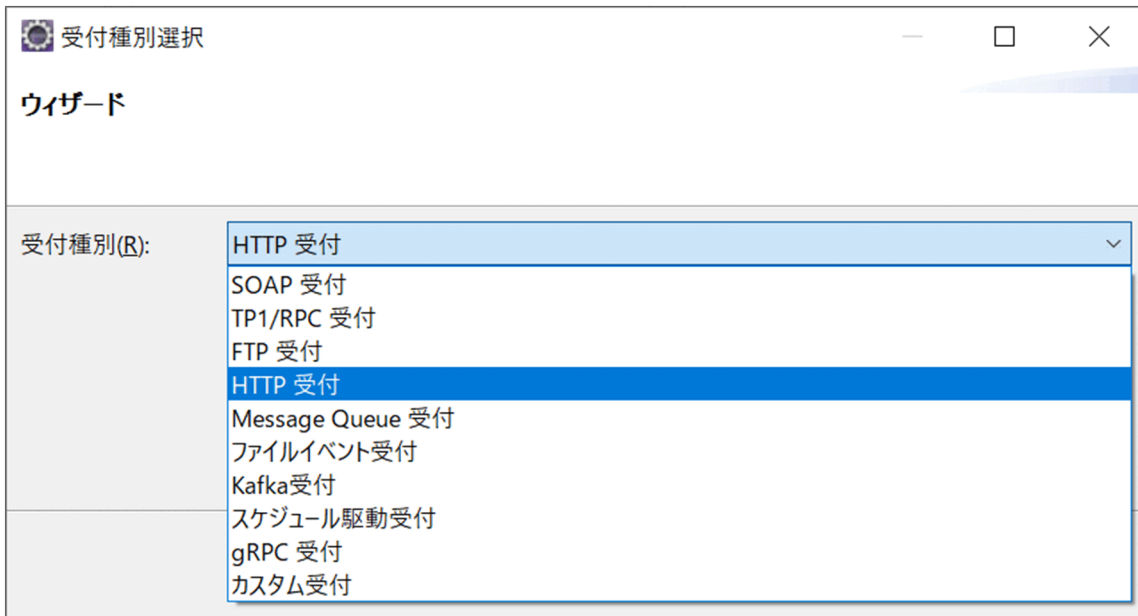 受付種別選択
ウィザード
受付種別(R):
HTTP 受付
SOAP 受付
TP1/RPC 受付
FTP 受付
HTTP 受付
Message Queue 受付
ファイルイベント受付
Kafka受付
スケジュール駆動受付
gRPC 受付
カスタム受付